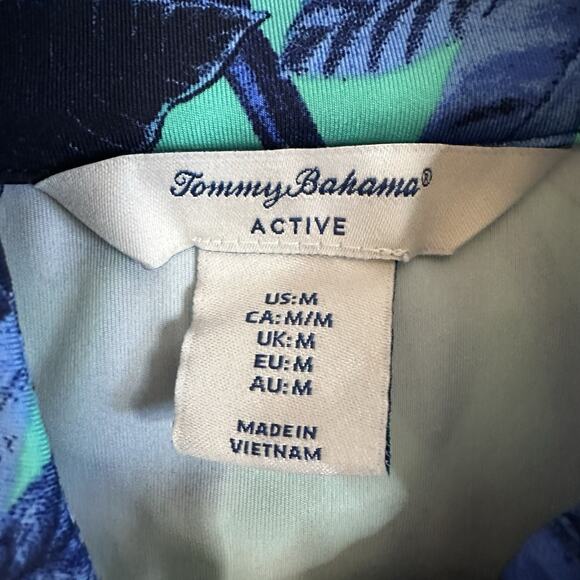 Tommy Bahama®
ACTIVE
US:M
CA:M/M
UK:M
EU:M
AU:M
MADE IN
VIETNAM